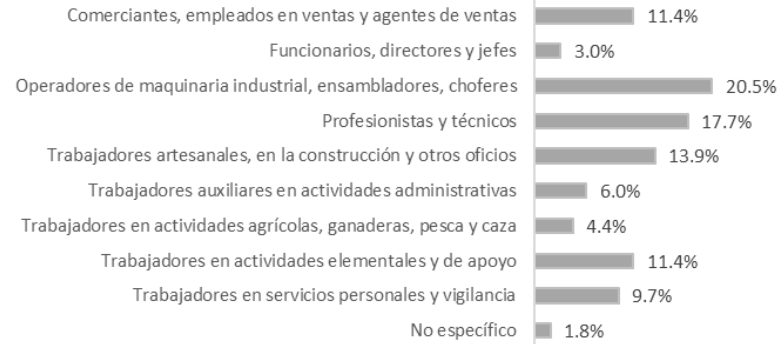 Comerciantes, empleados en ventas y agentes de ventas 11.4%
Funcionarios, directores y jefes 3.0%
Operadores de maquinaria industrial, ensambladores, choferes 20.5%
Profesionistas y técnicos 17.7%
Trabajadores artesanales, en la construcción y otros oficios 13.9%
Trabajadores auxiliares en actividades administrativas 6.0%
Trabajadores en actividades agrícolas, ganaderas, pesca y caza 4.4%
Trabajadores en actividades elementales y de apoyo 11.4%
Trabajadores en servicios personales y vigilancia 9.7%
No específico 1.8%